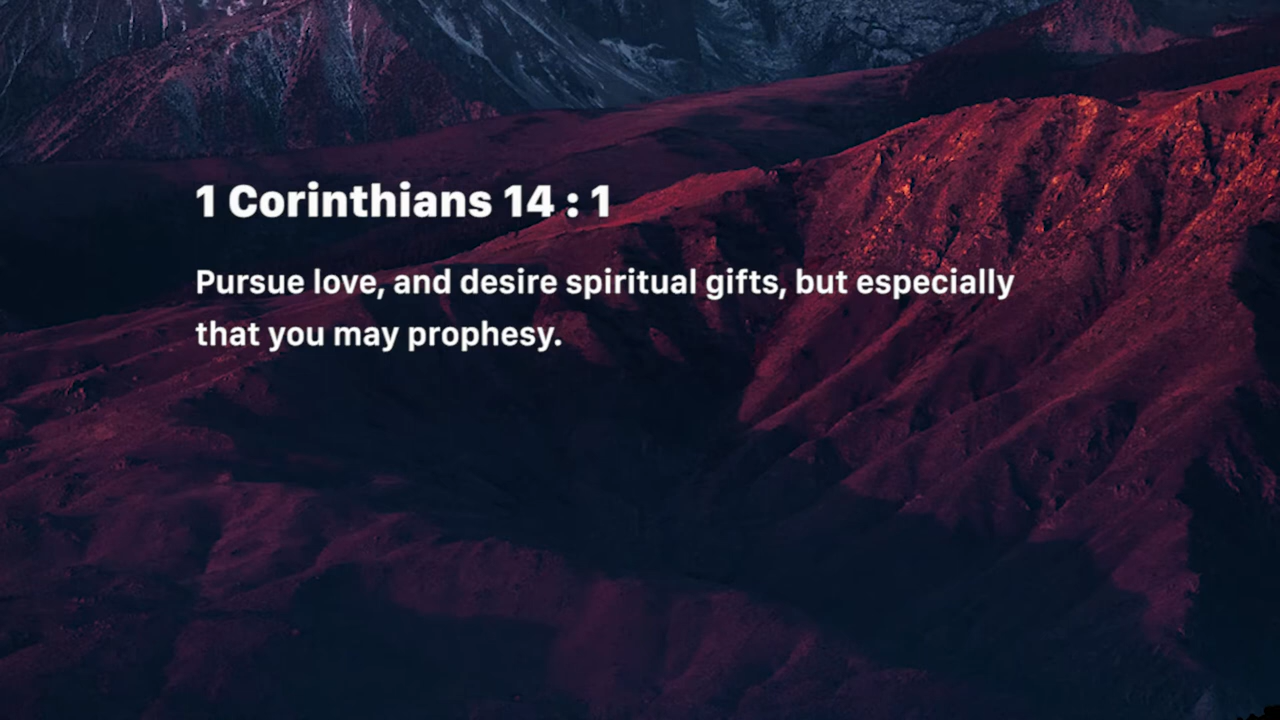 1 Corinthians 14 : 1
Pursue love, and desire spiritual gifts, but especially
that you may prophesy.